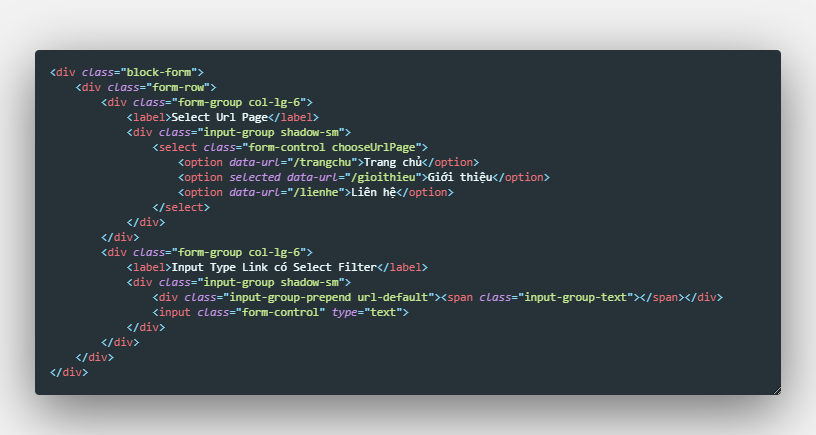 <div class="block-form">
    <div class="form-row">
        <div class="form-group col-lg-6">
            <label>Select Url Page</label>
            <div class="input-group shadow-sm">
                <select class="form-control chooseUrlPage">
                    <option data-url="/trangchu">Trang chủ</option>
                    <option selected data-url="/gioithieu">Giới thiệu</option>
                    <option data-url="/lienhe">Liên hệ</option>
                </select>
            </div>
        </div>
        <div class="form-group col-lg-6">
            <label>Input Type Link có Select Filter</label>
            <div class="input-group shadow-sm">
                <div class="input-group-prepend url-default"><span class="input-group-text"></span></div>
                <input class="form-control" type="text">
            </div>
        </div>
    </div>
</div>